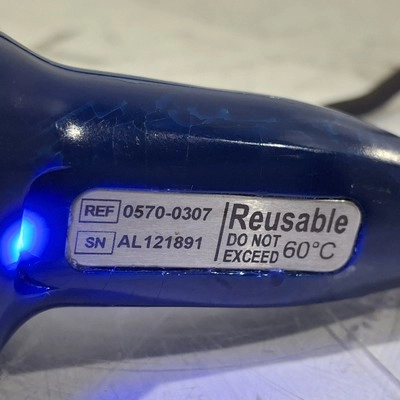 REF 0570-0307
SN AL121891
Reusable
DO NOT
EXCEED 60°C